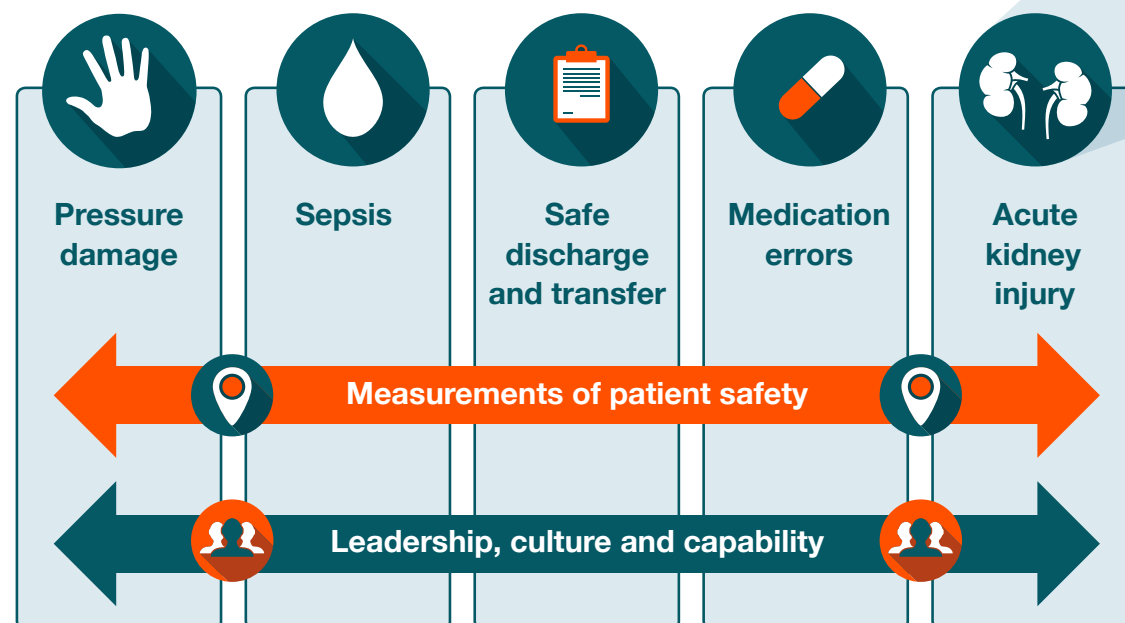 Pressure
damage
Sepsis
Safe
discharge
and transfer
Medication
errors
Acute
kidney
injury
Measurements of patient safety
Leadership, culture and capability